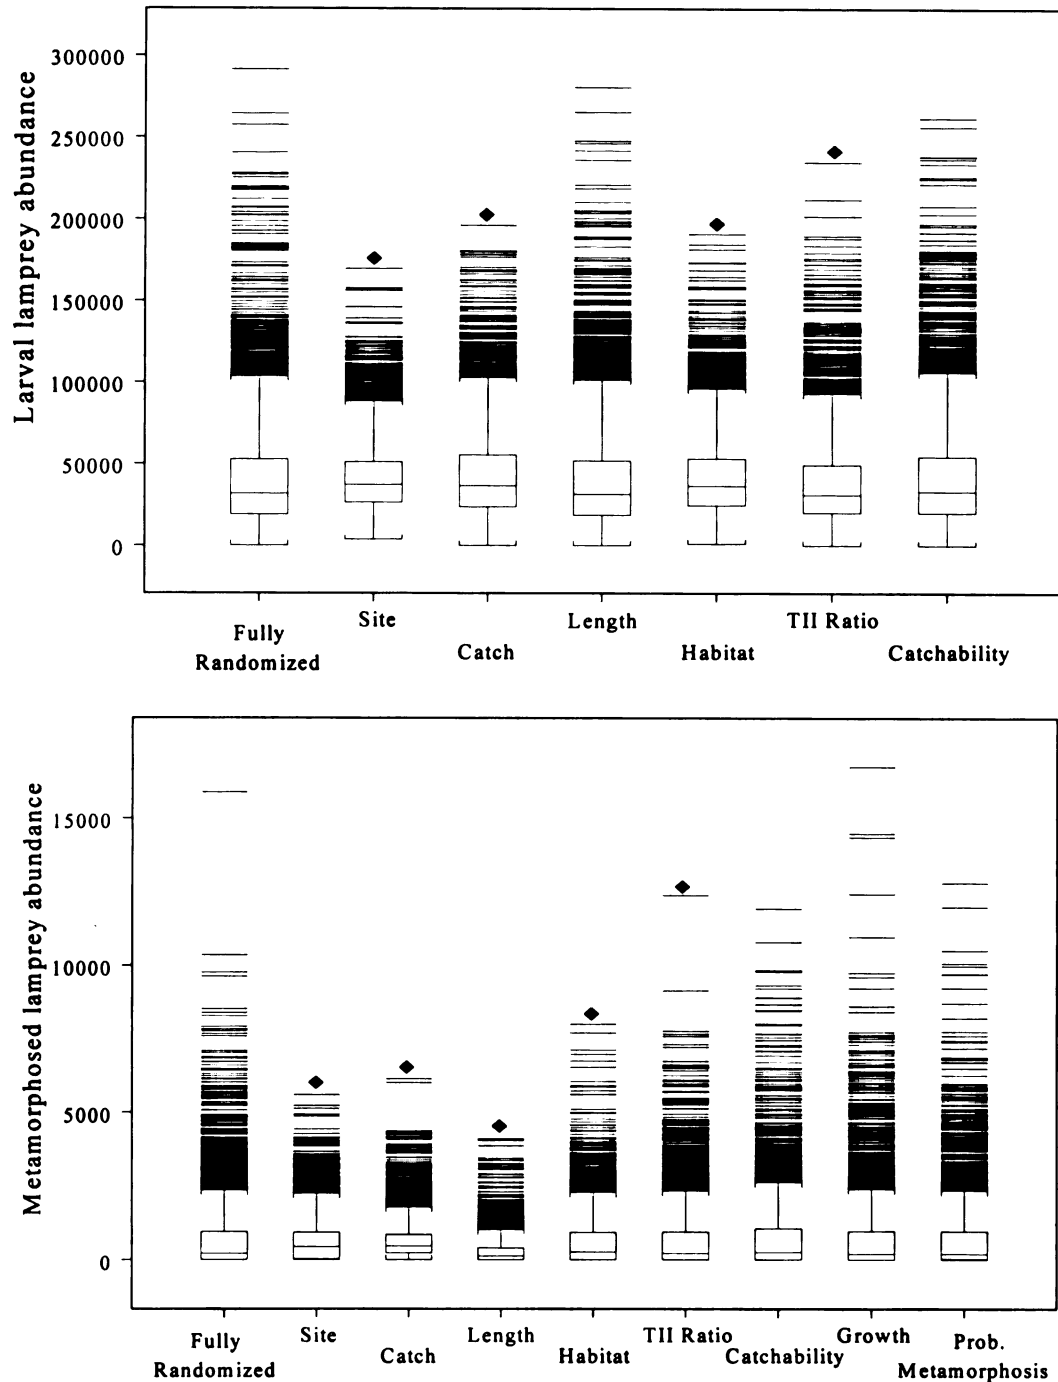 Larval lamprey abundance
300000
250000
200000
150000
100000
50000
0
Fully
Randomized
Site
Catch
Length
Habitat
TII Ratio
Catchability
Metamorphosed lamprey abundance
15000
10000
5000
0
Fully
Randomized
Site
Catch
Length
Habitat
TII Ratio
Catchability
Growth
Prob.
Metamorphosis